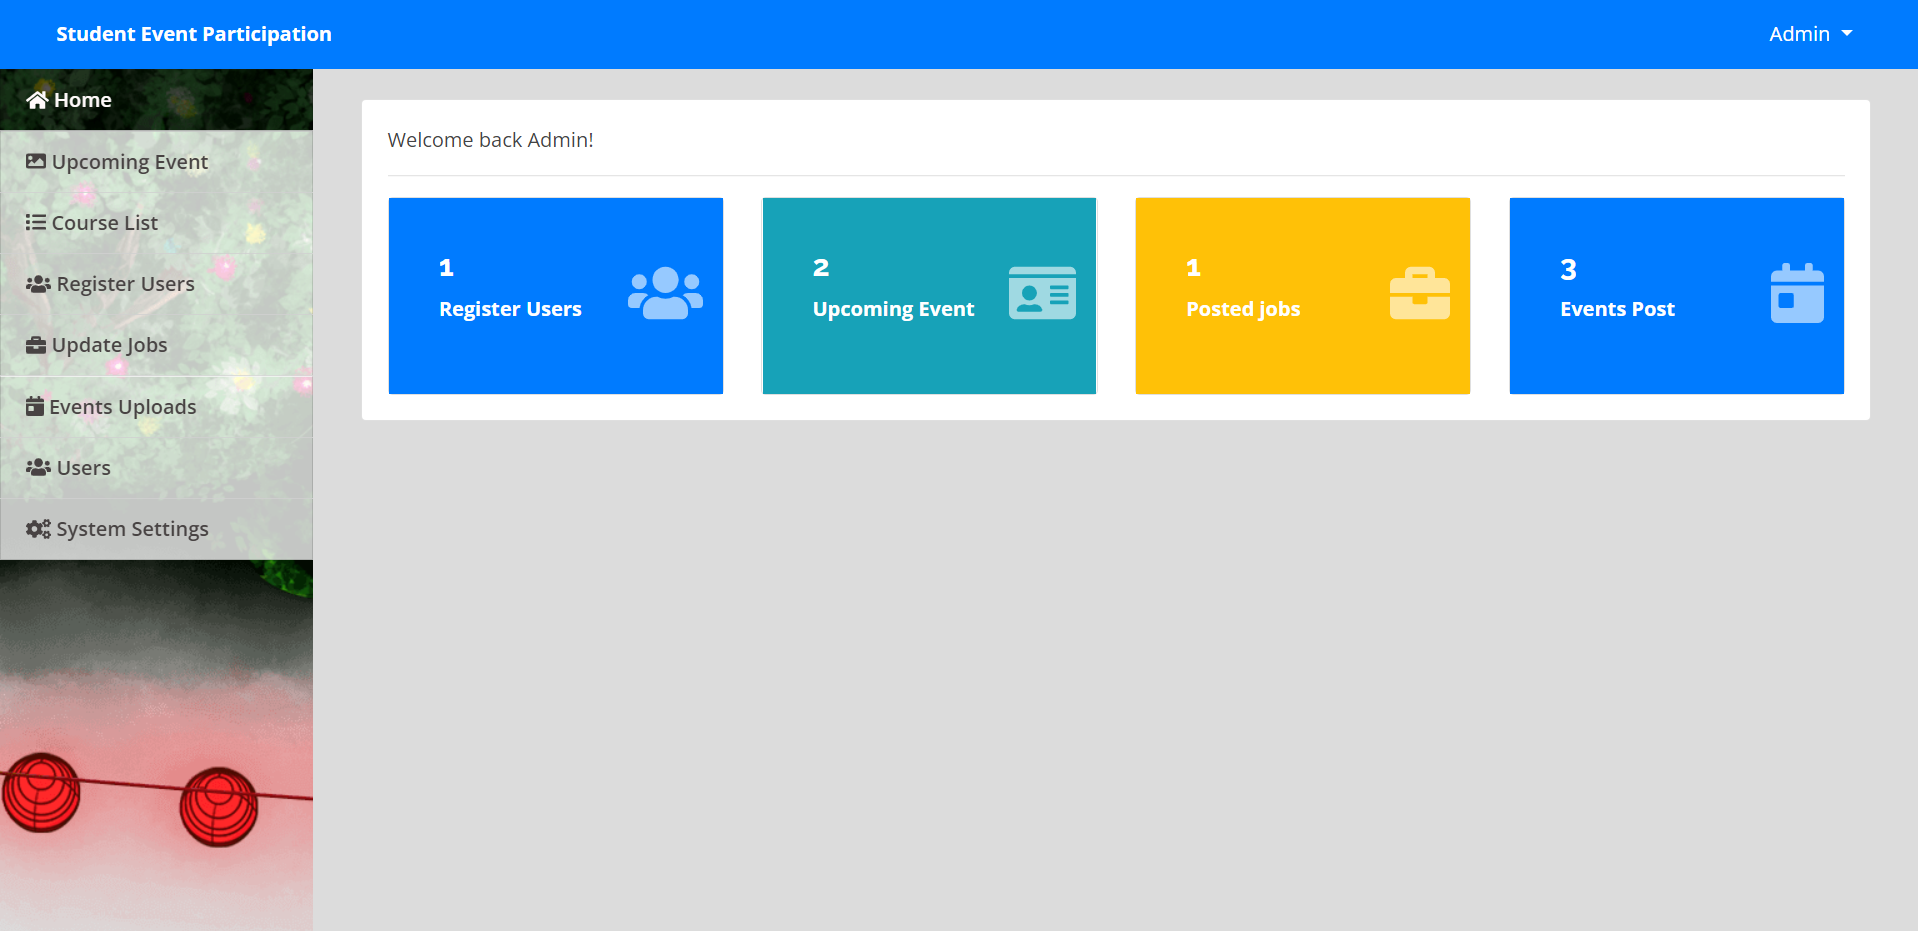 Student Event Participation
Admin
Home
Upcoming Event
Course List
Register Users
Update Jobs
Events Uploads
Users
System Settings
Welcome back Admin!
1
Register Users
2
Upcoming Event
1
Posted jobs
3
Events Post